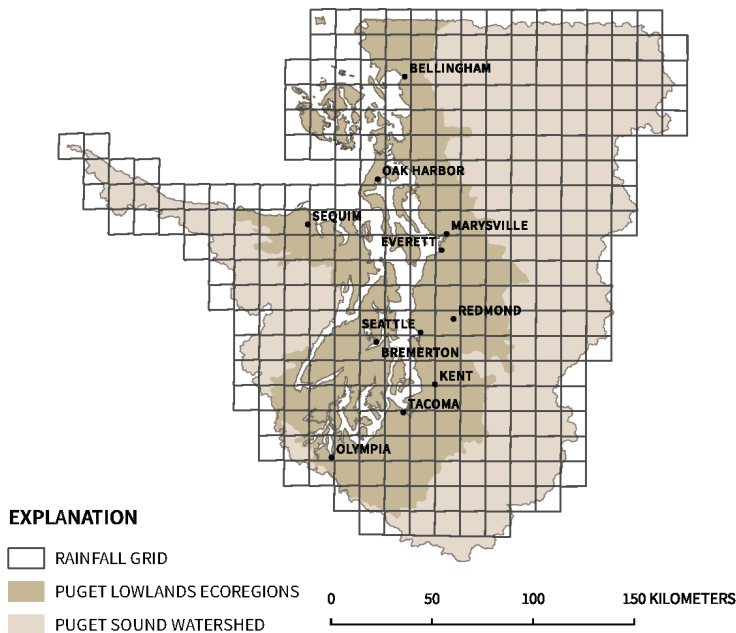 BELLINGHAM
OAK HARBOR
SEQUIM
MARYSVILLE
EVERETT
REDMOND
SEATTLE
BREMERTON
KENT
TACOMA
OLYMPIA
EXPLANATION
RAINFALL GRID
PUGET LOWLANDS ECOREGIONS
PUGET SOUND WATERSHED
0 50 100 150 KILOMETERS